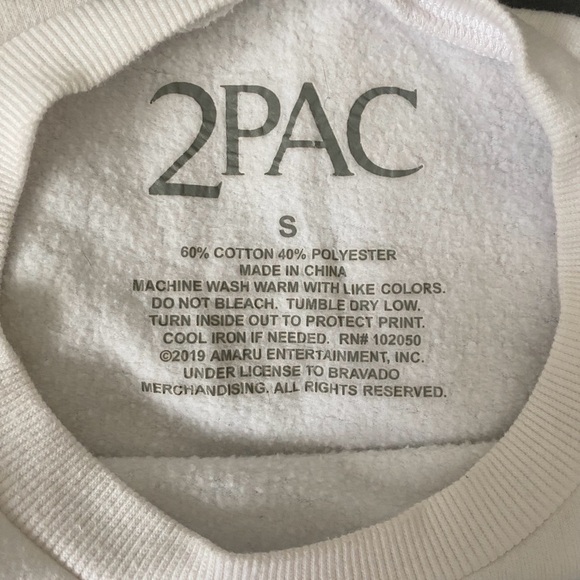 2PAC
S
60% COTTON 40% POLYESTER
MADE IN CHINA
MACHINE WASH WARM WITH LIKE COLORS.
DO NOT BLEACH. TUMBLE DRY LOW.
TURN INSIDE OUT TO PROTECT PRINT.
COOL IRON IF NEEDED. RN# 102050
©2019 AMARU ENTERTAINMENT, INC.
UNDER LICENSE TO BRAVADO
MERCHANDISING. ALL RIGHTS RESERVED.